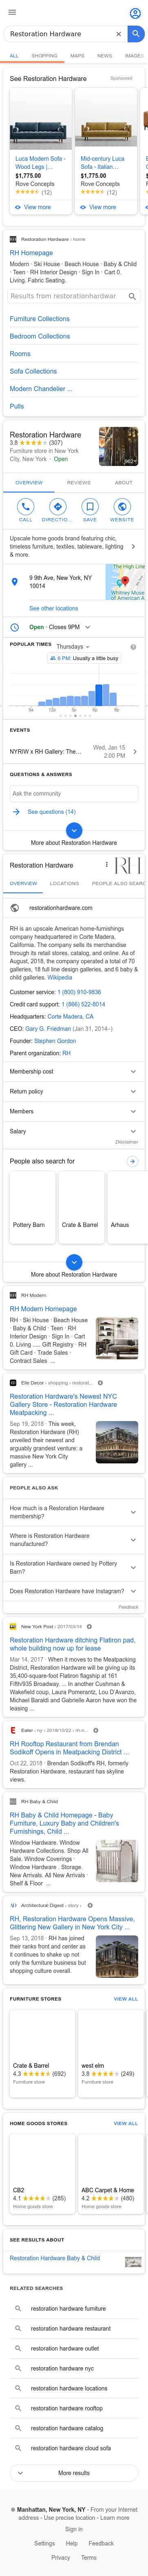 Restoration Hardware
ALL SHOPPING MAPS NEWS IMAGES
See Restoration Hardware Sponsored
Luca Modern Sofa -
Wood Legs | ...
$1,775.00
Rove Concepts
(12)
View more
Mid-century Luca
Sofa - Italian...
$1,775.00
Rove Concepts
(12)
View more
Restoration Hardware › home
RH Homepage
Modern · Ski House · Beach House · Baby & Child
· Teen · RH Interior Design · Sign In · Cart 0.
Living. Fabric Seating.
Results from restorationhardwar
Furniture Collections
Bedroom Collections
Rooms
Sofa Collections
Modern Chandelier ...
Pulls
Restoration Hardware
3.8 (307)
Furniture store in New York
City, New York · Open
OVERVIEW REVIEWS ABOUT
CALL DIRECTIO... SAVE WEBSITE
Upscale home goods brand featuring chic,
timeless furniture, textiles, tableware, lighting
& more.
9 9th Ave, New York, NY
10014
The High Line
Whitney Museum
of American A
See other locations
Open · Closes 9PM
POPULAR TIMES Thursdays
6 PM: Usually a little busy
9a 12p 3p 6p 9p
EVENTS
NYRIW x RH Gallery: The...
Wed, Jan 15
2:00 PM
QUESTIONS & ANSWERS
Ask the community
See questions (14)
More about Restoration Hardware
Restoration Hardware
RH
OVERVIEW LOCATIONS PEOPLE ALSO SEARC
restorationhardware.com
RH is an upscale American home-furnishings
company headquartered in Corte Madera,
California. The company sells its merchandise
through its retail stores, catalog, and online. As of
August 2018, the company operated a total of 70
galleries, 18 full-line design galleries, and 6 baby &
child galleries. Wikipedia
Customer service: 1 (800) 910-9836
Credit card support: 1 (866) 522-8014
Headquarters: Corte Madera, CA
CEO: Gary G. Friedman (Jan 31, 2014–)
Founder: Stephen Gordon
Parent organization: RH
Membership cost
Return policy
Members
Salary
Disclaimer
People also search for
Pottery Barn
Crate & Barrel
Arhaus
More about Restoration Hardware
RH Modern
RH Modern Homepage
RH · Ski House · Beach House
· Baby & Child · Teen · RH
Interior Design · Sign In · Cart
0. Living ..... Gift Registry · RH
Gift Card · Trade Sales ·
Contract Sales ...
Elle Decor › shopping › restorat...
Restoration Hardware's Newest NYC
Gallery Store - Restoration Hardware
Meatpacking ...
Sep 19, 2018 · This week,
Restoration Hardware (RH)
unveiled their newest and
arguably grandest venture: a
massive New York City
gallery ...
PEOPLE ALSO ASK
How much is a Restoration Hardware
membership?
Where is Restoration Hardware
manufactured?
Is Restoration Hardware owned by Pottery
Barn?
Does Restoration Hardware have Instagram?
Feedback
New York Post › 2017/03/14
Restoration Hardware ditching Flatiron pad,
whole building now up for lease
Mar 14, 2017 · When it moves to the Meatpacking
District, Restoration Hardware will be giving up its
35,400-square-foot Flatiron flagship at 161
Fifth/935 Broadway. ... In another Cushman &
Wakefield coup, Laura Pomerantz, Lou D'Avanzo,
Michael Baraldi and Gabrielle Aarons have won the
mission of leasing the ...
Eater › ny › 2018/10/22 › rh-n...
RH Rooftop Restaurant from Brendan
Sodikoff Opens in Meatpacking District ...
Oct 22, 2018 · Brendan Sodikoff's RH, formerly
Restoration Hardware, restaurant has skyline
views.
RH Baby & Child
RH Baby & Child Homepage - Baby
Furniture, Luxury Baby and Children's
Furnishings, Child ...
Window Hardware. Window
Hardware Collections. Shop All
Sale. Window Coverings ·
Window Hardware . Storage.
New Arrivals. All New Arrivals ·
Shelf & Floor ...
Architectural Digest › story ›
RH, Restoration Hardware Opens Massive,
Glittering New Gallery in New York City ...
Sep 13, 2018 · RH has joined
their ranks front and center as
it continues to shake up not
only the furniture business but
shopping culture overall.
FURNITURE STORES VIEW ALL
Crate & Barrel
4.3 (692)
Furniture store
west elm
3.8 (249)
Furniture store
HOME GOODS STORES VIEW ALL
CB2
4.1 (285)
Home goods store
ABC Carpet & Home
4.2 (480)
Home goods store
SEE RESULTS ABOUT
Restoration Hardware Baby & Child
RELATED SEARCHES
restoration hardware furniture
restoration hardware restaurant
restoration hardware outlet
restoration hardware nyc
restoration hardware locations
restoration hardware rooftop
restoration hardware catalog
restoration hardware cloud sofa
More results
Manhattan, New York, NY - From your Internet
address - Use precise location - Learn more
Sign in
Settings Help Feedback
Privacy Terms